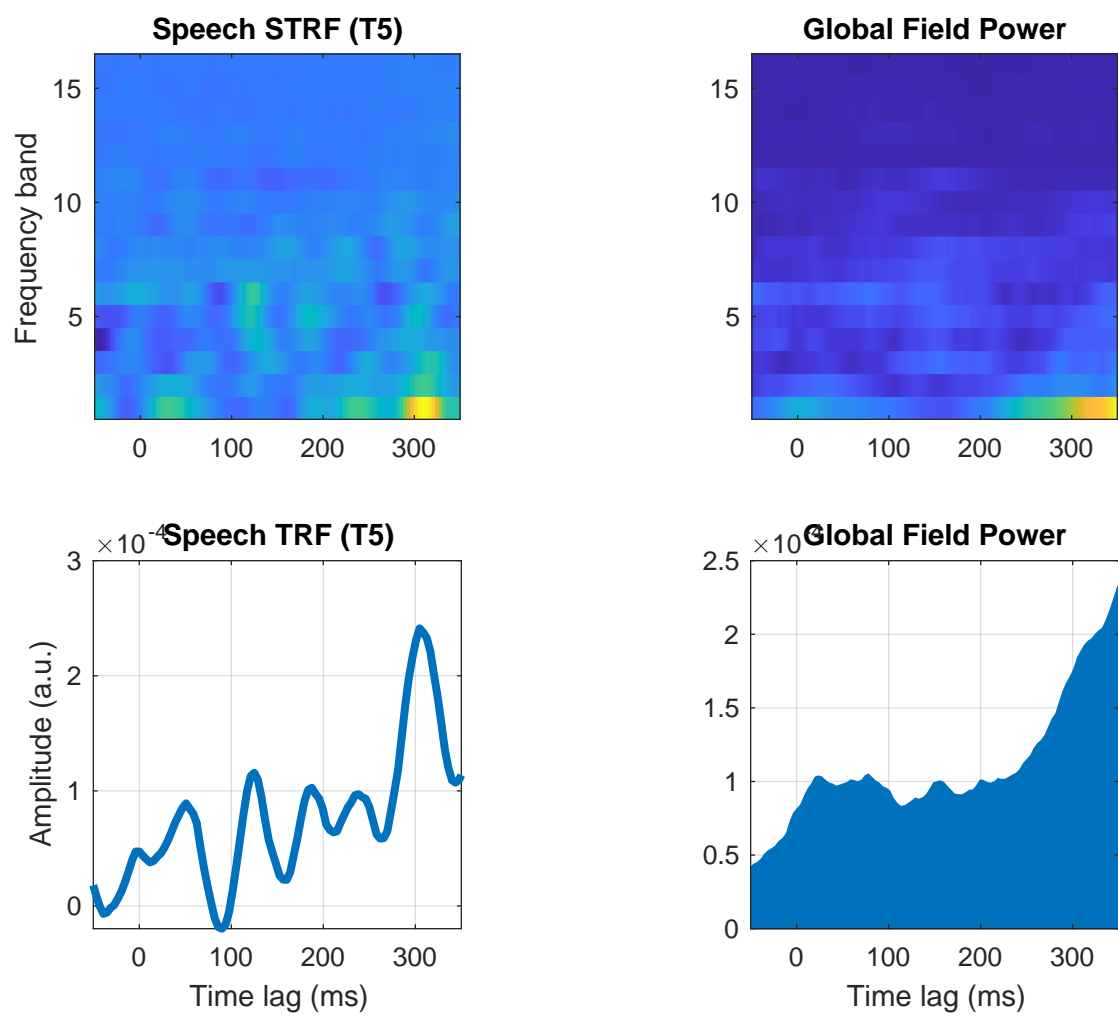 Speech STRF (T5)
Frequency band
15
10
5
0 100 200 300
Global Field Power
15
10
5
0 100 200 300
Speech TRF (T5)
×10-4
Amplitude (a.u.)
3
2
1
0
0 100 200 300
Time lag (ms)
Global Field Power
×10-4
2.5
2
1.5
1
0.5
0
0 100 200 300
Time lag (ms)